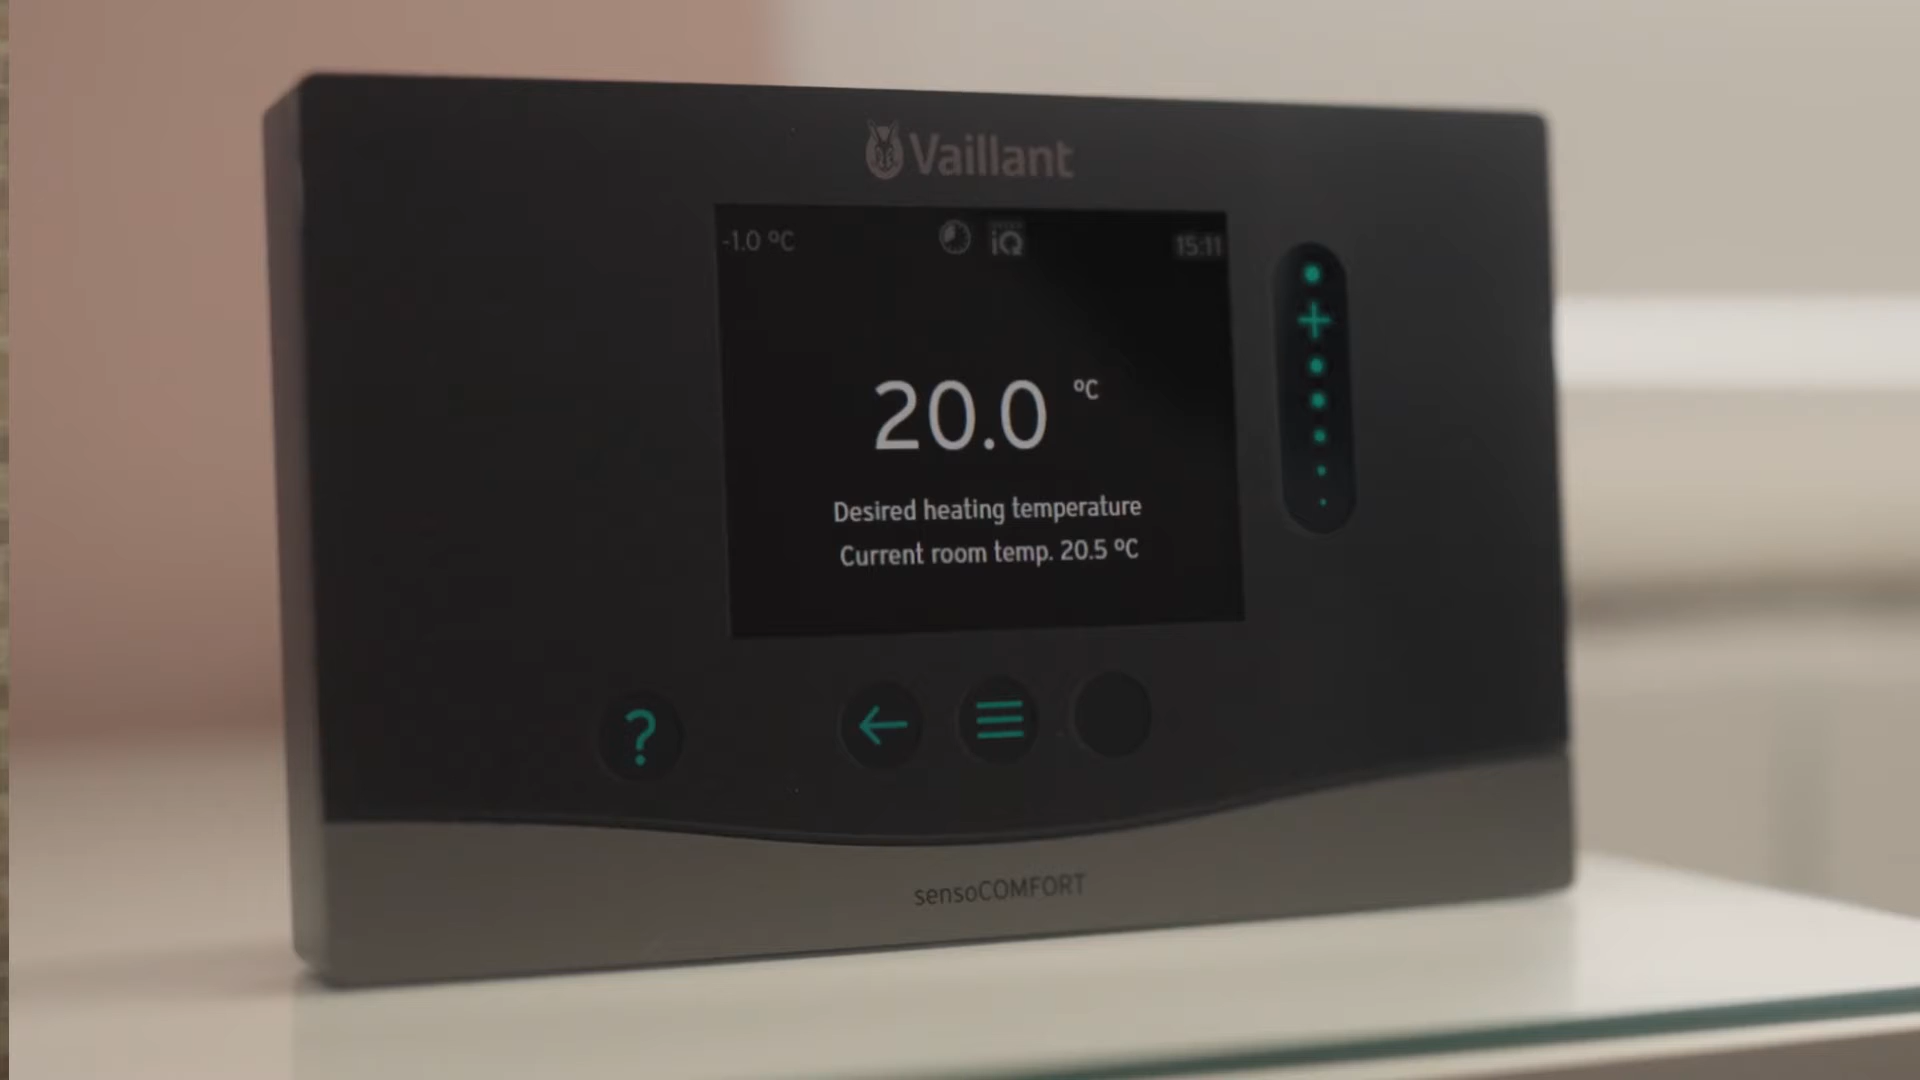 Vaillant
-1.0 °C iQ 15:11
20.0 °C
Desired heating temperature
Current room temp. 20.5 °C
?
sensoCOMFORT